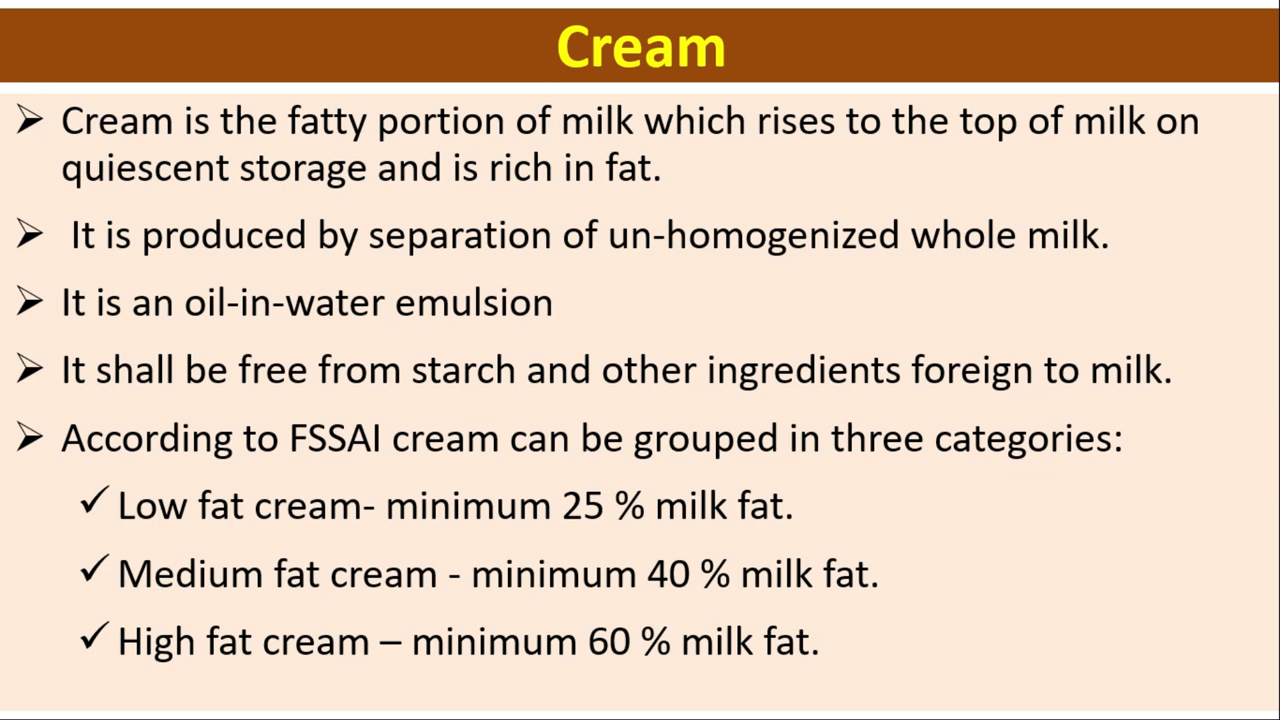 Cream
➢ Cream is the fatty portion of milk which rises to the top of milk on
quiescent storage and is rich in fat.
➢ It is produced by separation of un-homogenized whole milk.
➢ It is an oil-in-water emulsion
➢ It shall be free from starch and other ingredients foreign to milk.
➢ According to FSSAI cream can be grouped in three categories:
✓ Low fat cream- minimum 25 % milk fat.
✓ Medium fat cream - minimum 40 % milk fat.
✓ High fat cream – minimum 60 % milk fat.